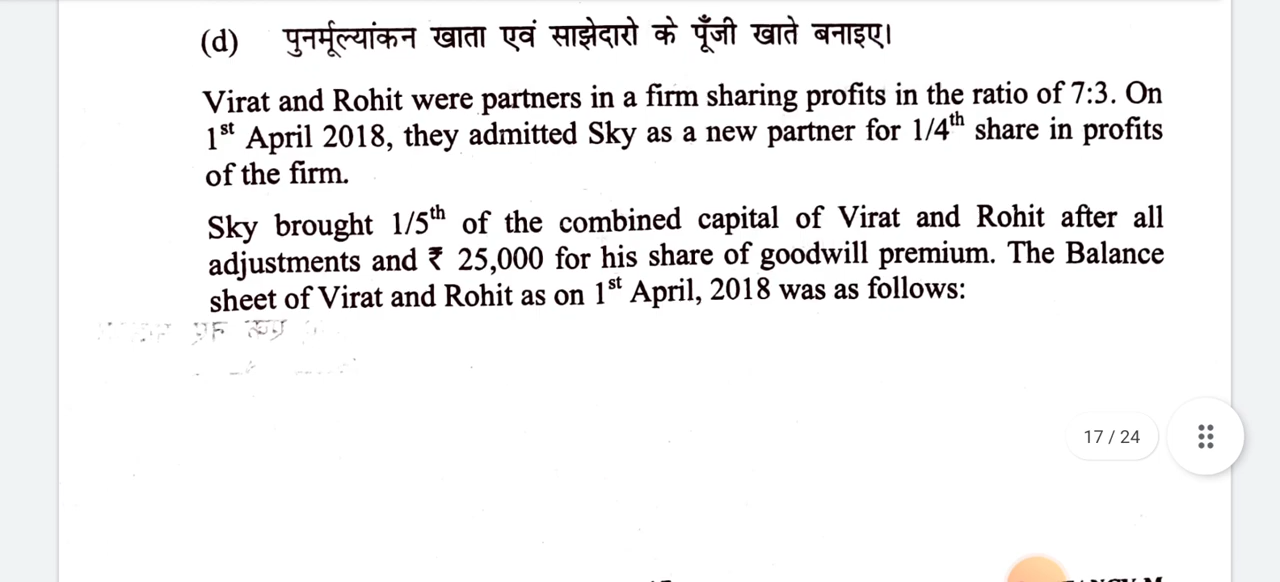 (d) पुनर्मूल्यांकन खाता एवं साझेदारो के पूँजी खाते बनाइए।
Virat and Rohit were partners in a firm sharing profits in the ratio of 7:3. On
1st April 2018, they admitted Sky as a new partner for 1/4th share in profits
of the firm.
Sky brought 1/5th of the combined capital of Virat and Rohit after all
adjustments and ₹ 25,000 for his share of goodwill premium. The Balance
sheet of Virat and Rohit as on 1st April, 2018 was as follows:
17 / 24